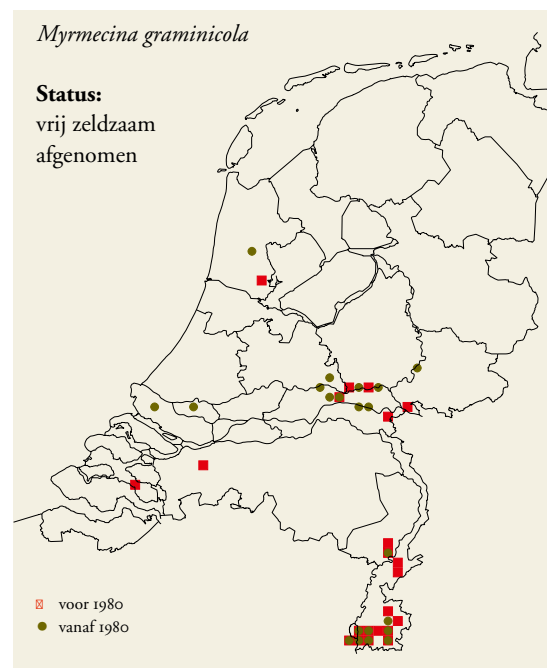 Myrmecina graminicola
Status:
vrij zeldzaam
afgenomen
voor 1980
vanaf 1980